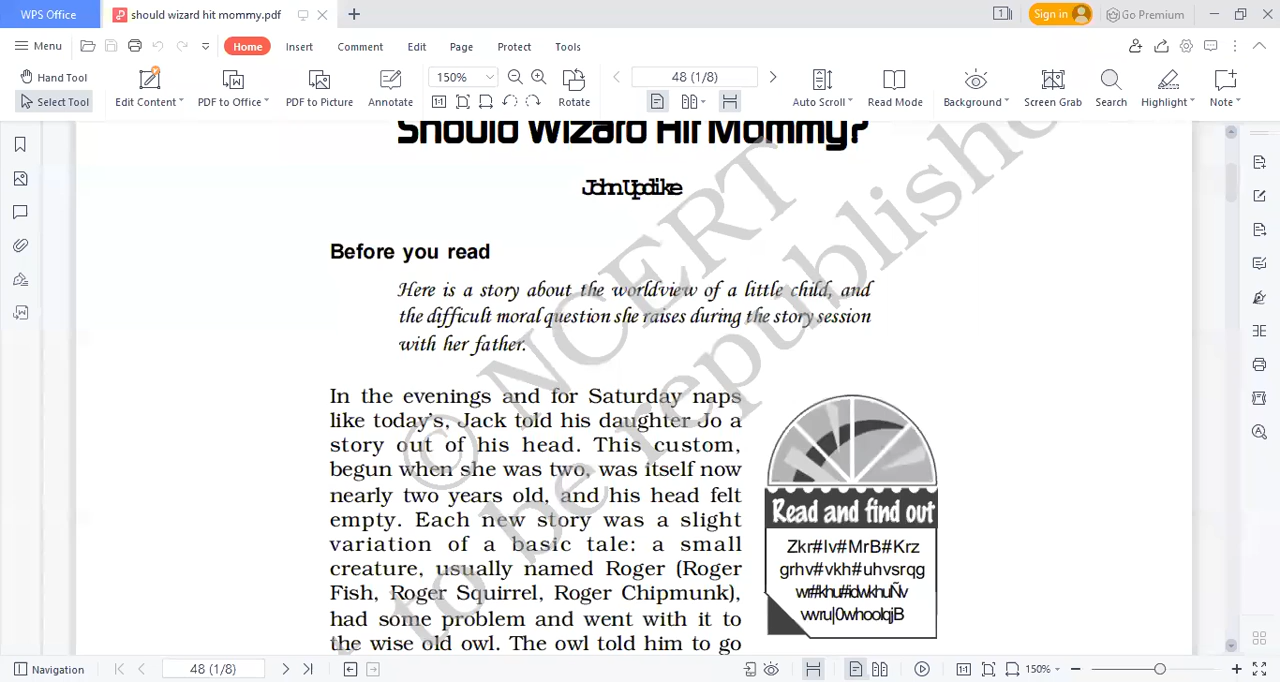 WPS Office
should wizard hit mommy.pdf
Sign in
Go Premium
Menu
Home
Insert
Comment
Edit
Page
Protect
Tools
Hand Tool
Select Tool
Edit Content
PDF to Office
PDF to Picture
Annotate
150%
Rotate
48 (1/8)
Auto Scroll
Read Mode
Background
Screen Grab
Search
Highlight
Note
Should Wizard Hit Mommy?
John Updike
Before you read
Here is a story about the worldview of a little child, and
the difficult moral question she raises during the story session
with her father.
In the evenings and for Saturday naps
like today's, Jack told his daughter Jo a
story out of his head. This custom,
begun when she was two, was itself now
nearly two years old, and his head felt
empty. Each new story was a slight
variation of a basic tale: a small
creature, usually named Roger (Roger
Fish, Roger Squirrel, Roger Chipmunk),
had some problem and went with it to
the wise old owl. The owl told him to go
Read and find out
Zkr#Iv#MrB#Krz
grhv#vkh#uhvsrqg
wr#khu#idwkhuÑv
vwru|0whoolqjB
© NCERT
to be republished
Navigation
48 (1/8)
150%